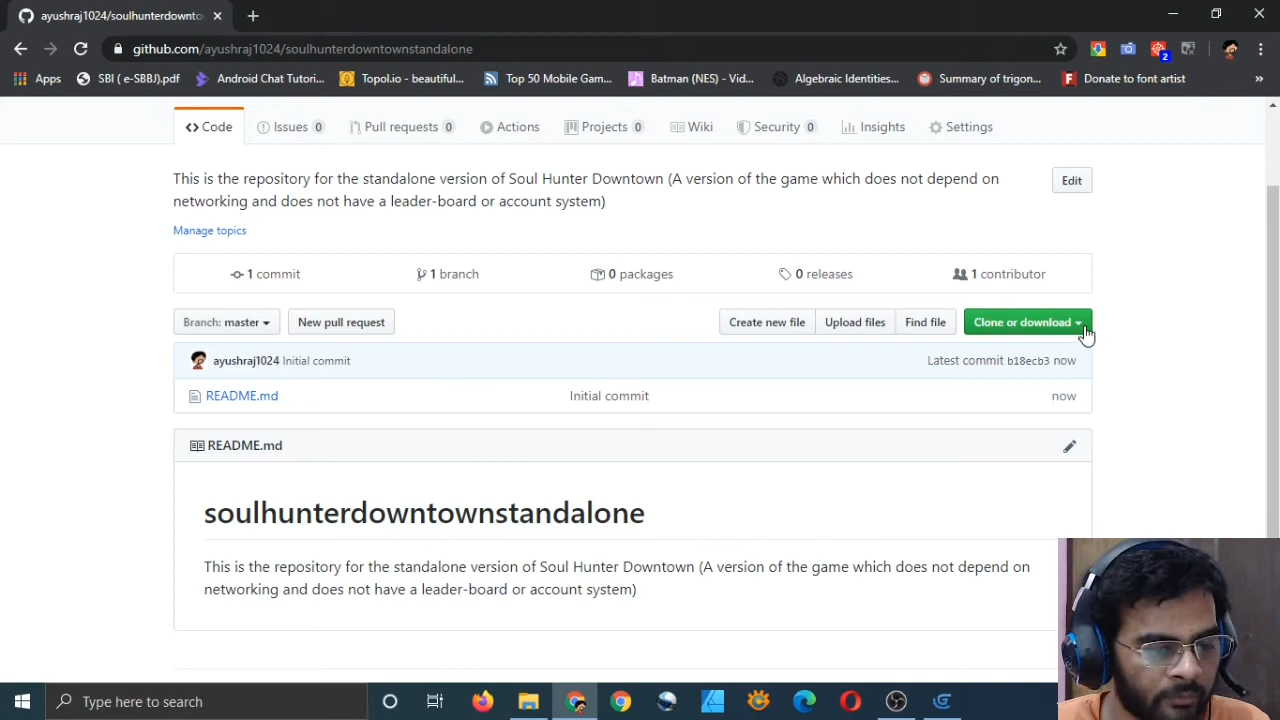 ayushraj1024/soulhunterdownto
github.com/ayushraj1024/soulhunterdowntownstandalone
2
Apps
SBI ( e-SBBJ).pdf
Android Chat Tutori...
Topol.io - beautiful...
Top 50 Mobile Gam...
Batman (NES) - Vid...
Algebraic Identities...
Summary of trigon...
Donate to font artist
Code
Issues 0
Pull requests 0
Actions
Projects 0
Wiki
Security 0
Insights
Settings
This is the repository for the standalone version of Soul Hunter Downtown (A version of the game which does not depend on
networking and does not have a leader-board or account system)
Edit
Manage topics
1 commit
1 branch
0 packages
0 releases
1 contributor
Branch: master
New pull request
Create new file
Upload files
Find file
Clone or download
ayushraj1024 Initial commit
Latest commit b18ecb3 now
README.md
Initial commit
now
README.md
soulhunterdowntownstandalone
This is the repository for the standalone version of Soul Hunter Downtown (A version of the game which does not depend on
networking and does not have a leader-board or account system)
Type here to search